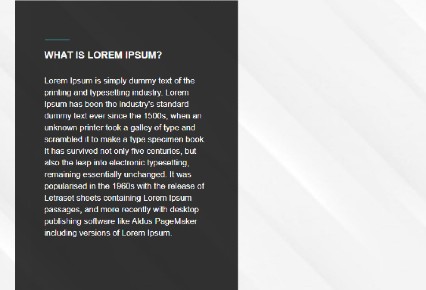 WHAT IS LOREM IPSUM?
Lorem Ipsum is simply dummy text of the
printing and typesetting industry. Lorem
Ipsum has been the industry's standard
dummy text ever since the 1500s, when an
unknown printer took a galley of type and
scrambled it to make a type specimen book.
It has survived not only five centuries, but
also the leap into electronic typesetting,
remaining essentially unchanged. It was
popularised in the 1960s with the release of
Letraset sheets containing Lorem Ipsum
passages, and more recently with desktop
publishing software like Aldus PageMaker
including versions of Lorem Ipsum.